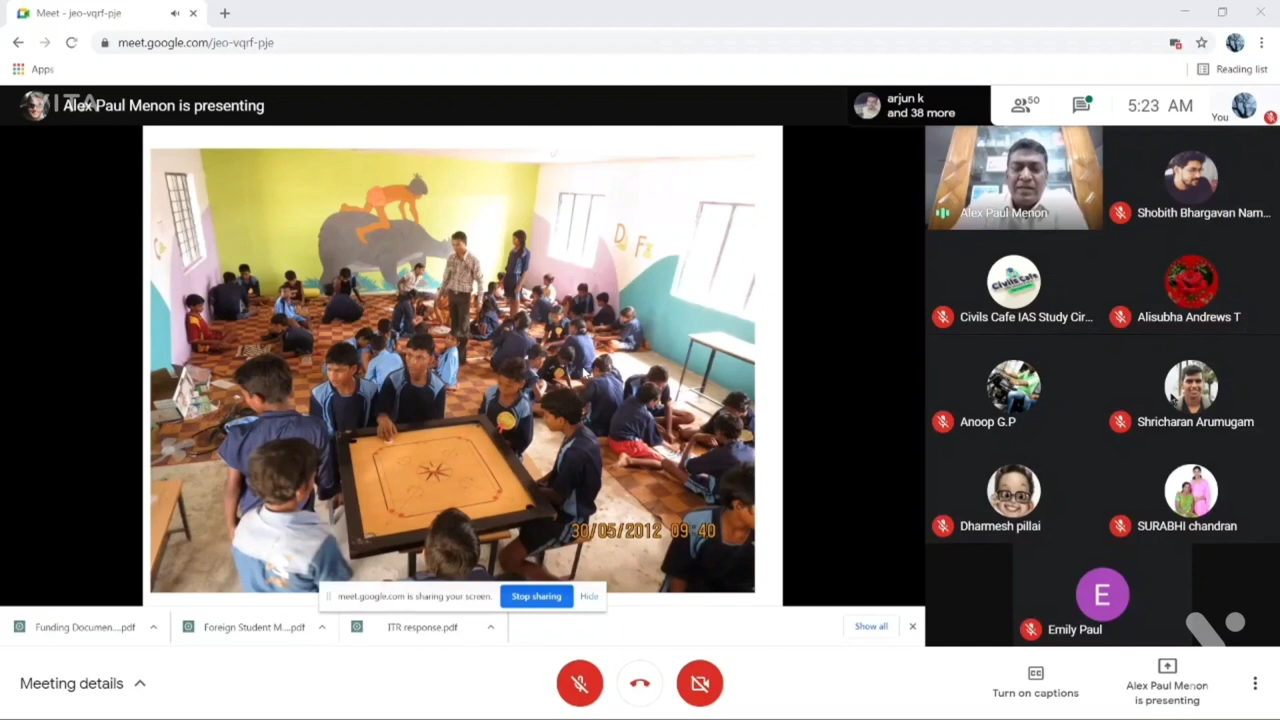 Meet - jeo-vqrf-pje
meet.google.com/jeo-vqrf-pje
Apps
Reading list
VITA
Alex Paul Menon is presenting
arjun k
and 38 more
50
5:23 AM
You
Alex Paul Menon
Shobith Bhargavan Nam...
Civils Cafe
Civils Cafe IAS Study Cir...
Alisubha Andrews T
Anoop G.P
Shricharan Arumugam
Dharmesh pillai
SURABHI chandran
E
Emily Paul
D F
30/05/2012 09:40
meet.google.com is sharing your screen.
Stop sharing
Hide
Funding Documen....pdf
Foreign Student M....pdf
ITR response.pdf
Show all
Meeting details
Turn on captions
Alex Paul Menon
is presenting